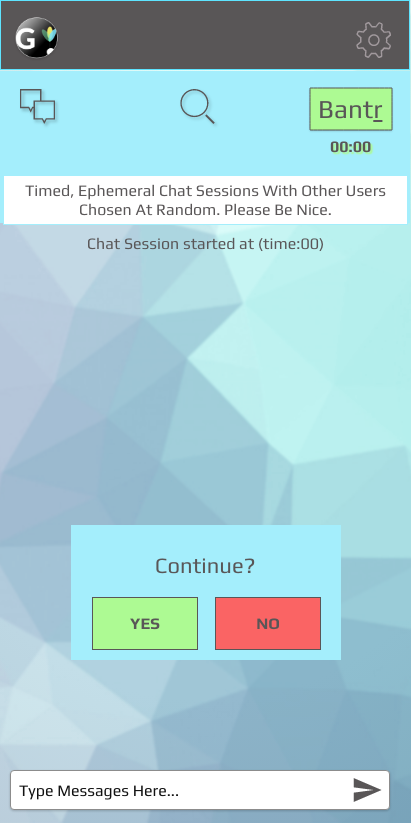 G
Bantr
00:00
Timed, Ephemeral Chat Sessions With Other Users
Chosen At Random. Please Be Nice.
Chat Session started at (time:00)
Continue?
YES NO
Type Messages Here...